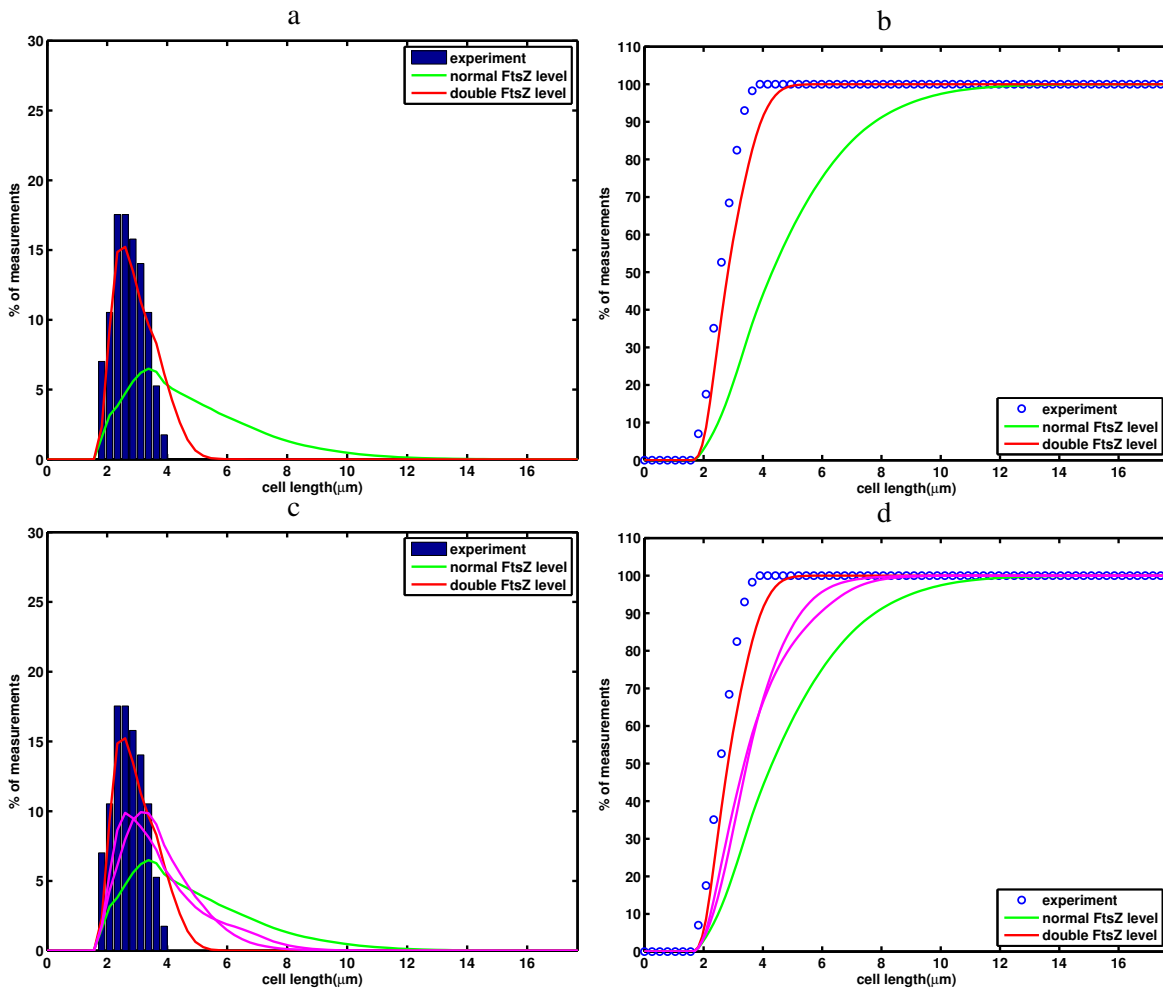 a
30
25
20
15
10
5
0
% of measurements
0 2 4 6 8 10 12 14 16
cell length(μm)
experiment
normal FtsZ level
double FtsZ level
b
110
100
90
80
70
60
50
40
30
20
10
0
% of measurements
0 2 4 6 8 10 12 14 16
cell length(μm)
experiment
normal FtsZ level
double FtsZ level
c
30
25
20
15
10
5
0
% of measurements
0 2 4 6 8 10 12 14 16
cell length(μm)
experiment
normal FtsZ level
double FtsZ level
d
110
100
90
80
70
60
50
40
30
20
10
0
% of measurements
0 2 4 6 8 10 12 14 16
cell length(μm)
experiment
normal FtsZ level
double FtsZ level